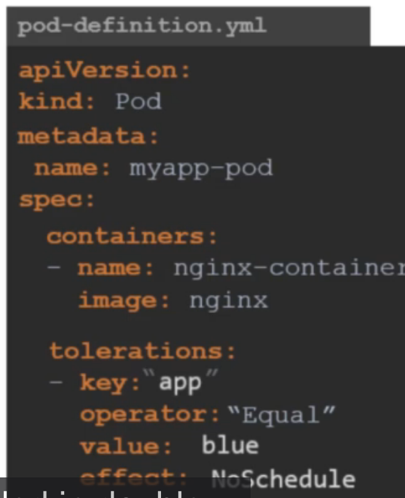 pod-definition.yml
apiVersion:
kind: Pod
metadata:
name: myapp-pod
spec:
containers:
- name: nginx-container
image: nginx
tolerations:
- key:"app"
operator:"Equal"
value: blue
effect: NoSchedule